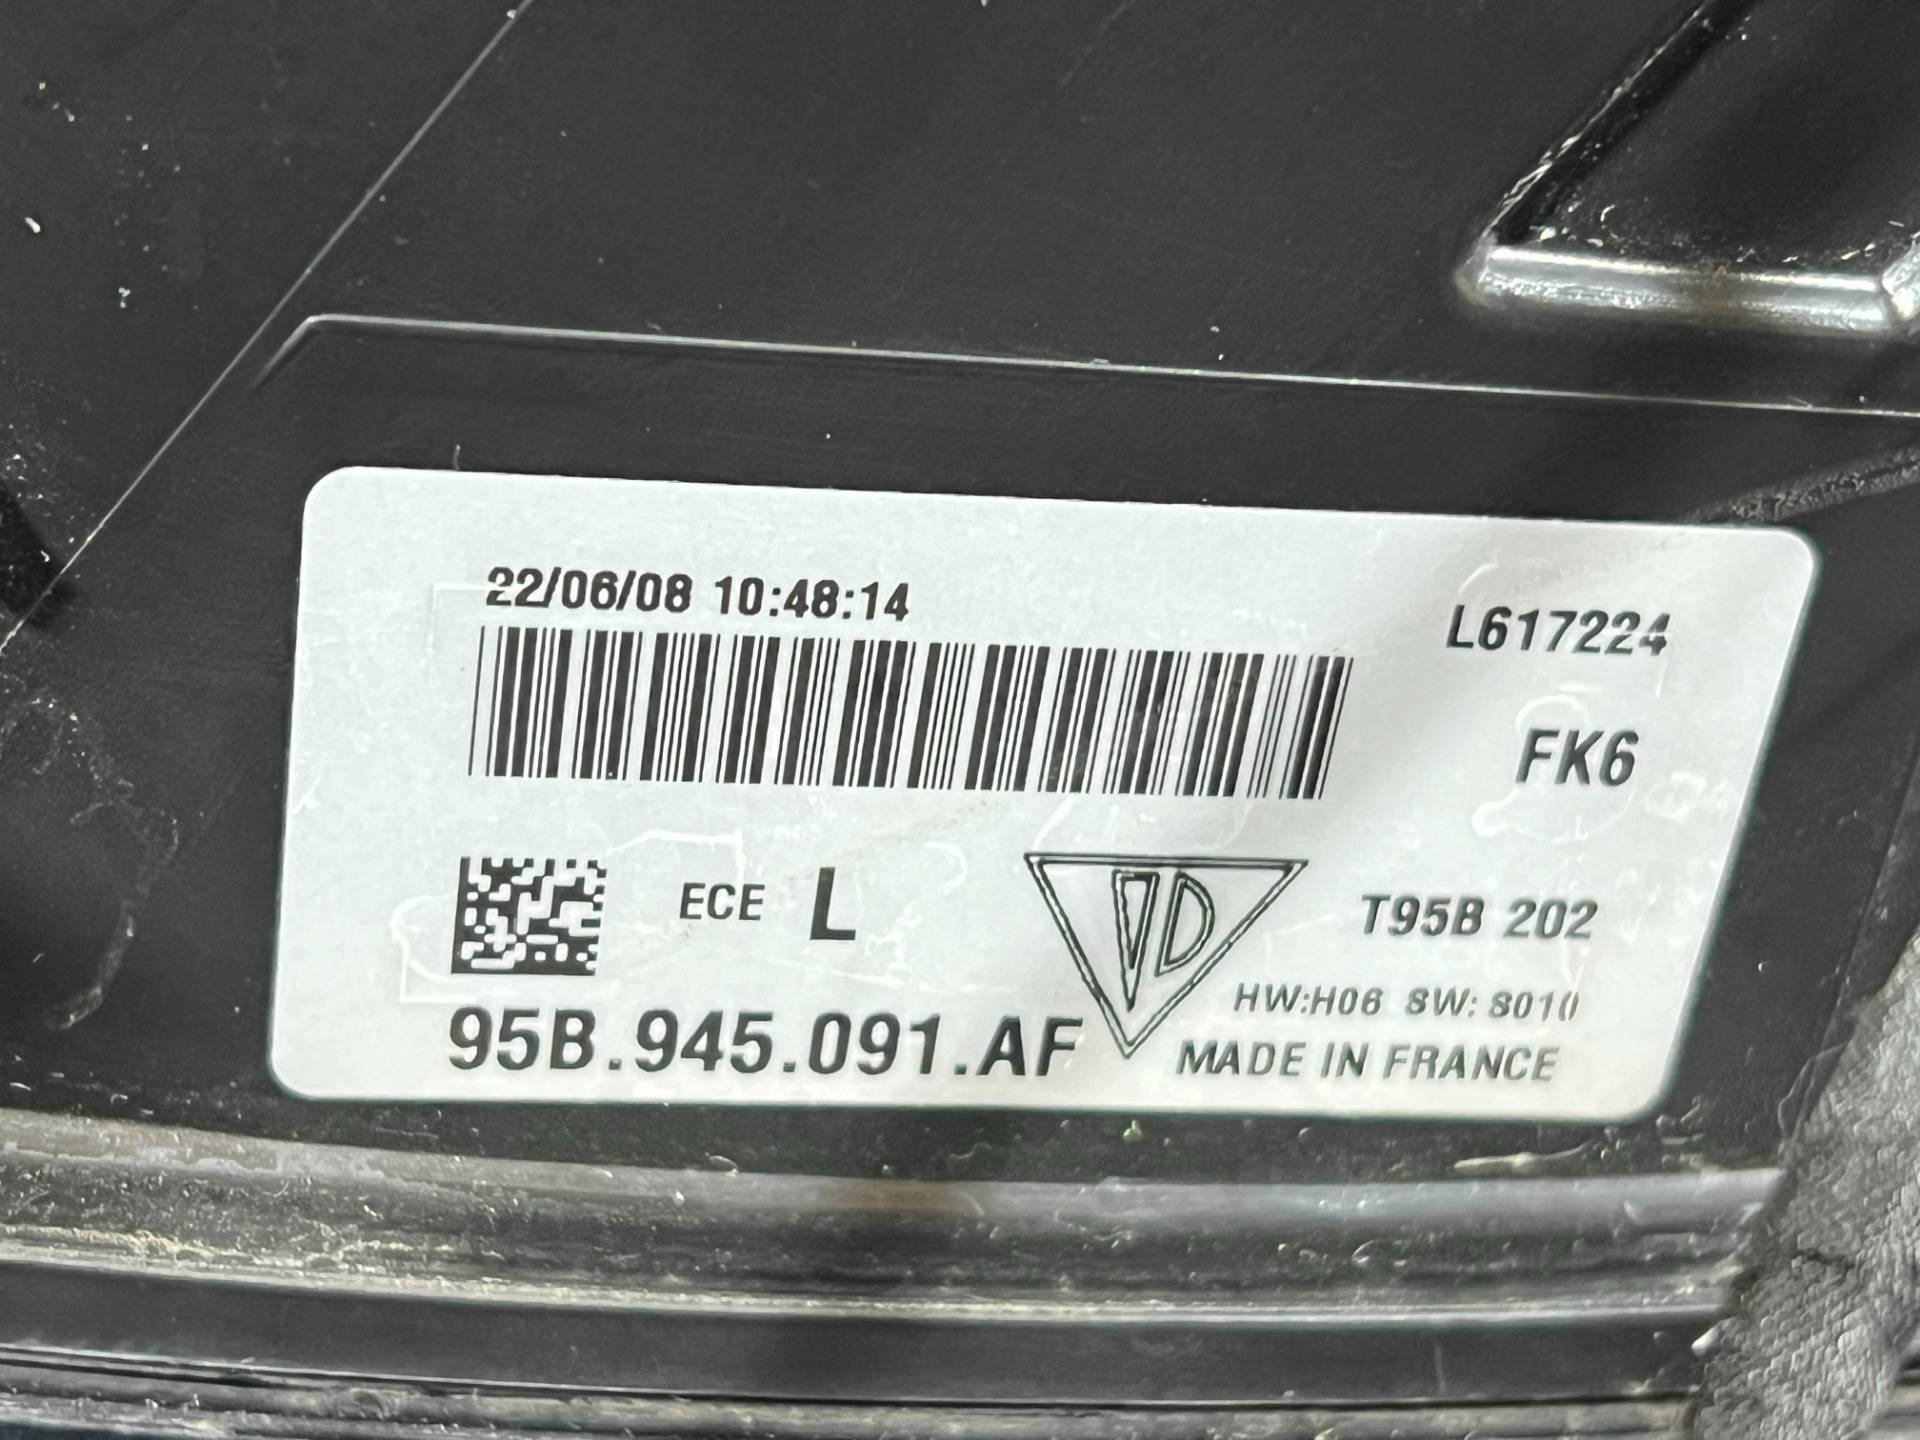 22/06/08 10:48:14
L617224
FK6
ECE L
T95B 202
HW:H06 SW: 8010
95B.945.091.AF
MADE IN FRANCE